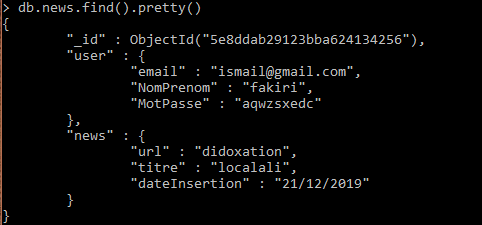 > db.news.find().pretty()
{
        "_id" : ObjectId("5e8ddab29123bba624134256"),
        "user" : {
                "email" : "ismail@gmail.com",
                "NomPrenom" : "fakiri",
                "MotPasse" : "aqwzsxedc"
        },
        "news" : {
                "url" : "didoxation",
                "titre" : "localali",
                "dateInsertion" : "21/12/2019"
        }
}